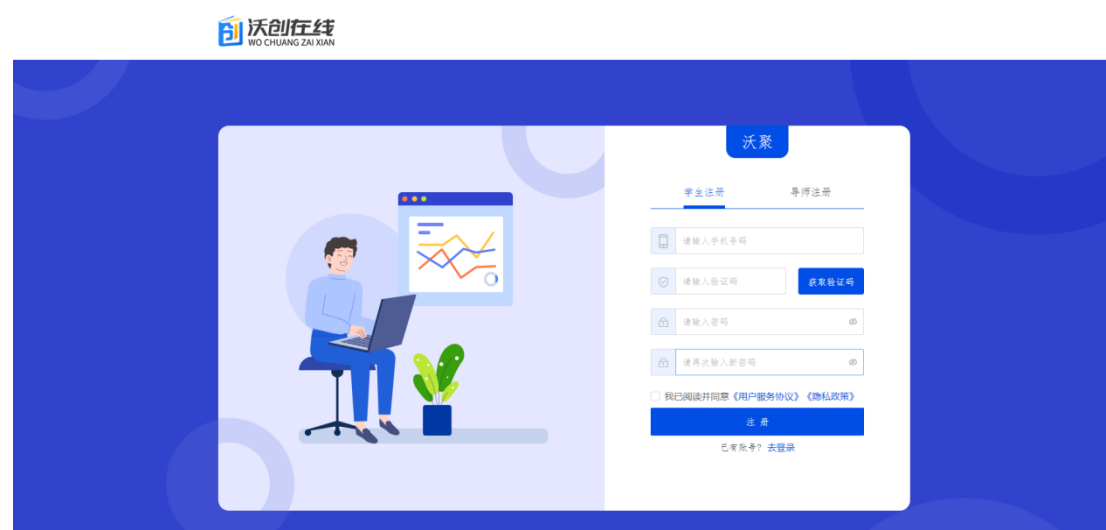 沃创在线
WO CHUANG ZAI XIAN
沃聚
学生注册 导师注册
请输入手机号码
请输入验证码 获取验证码
请输入密码
请再次输入新密码
我已阅读并同意《用户服务协议》《隐私政策》
注 册
已有账号? 去登录